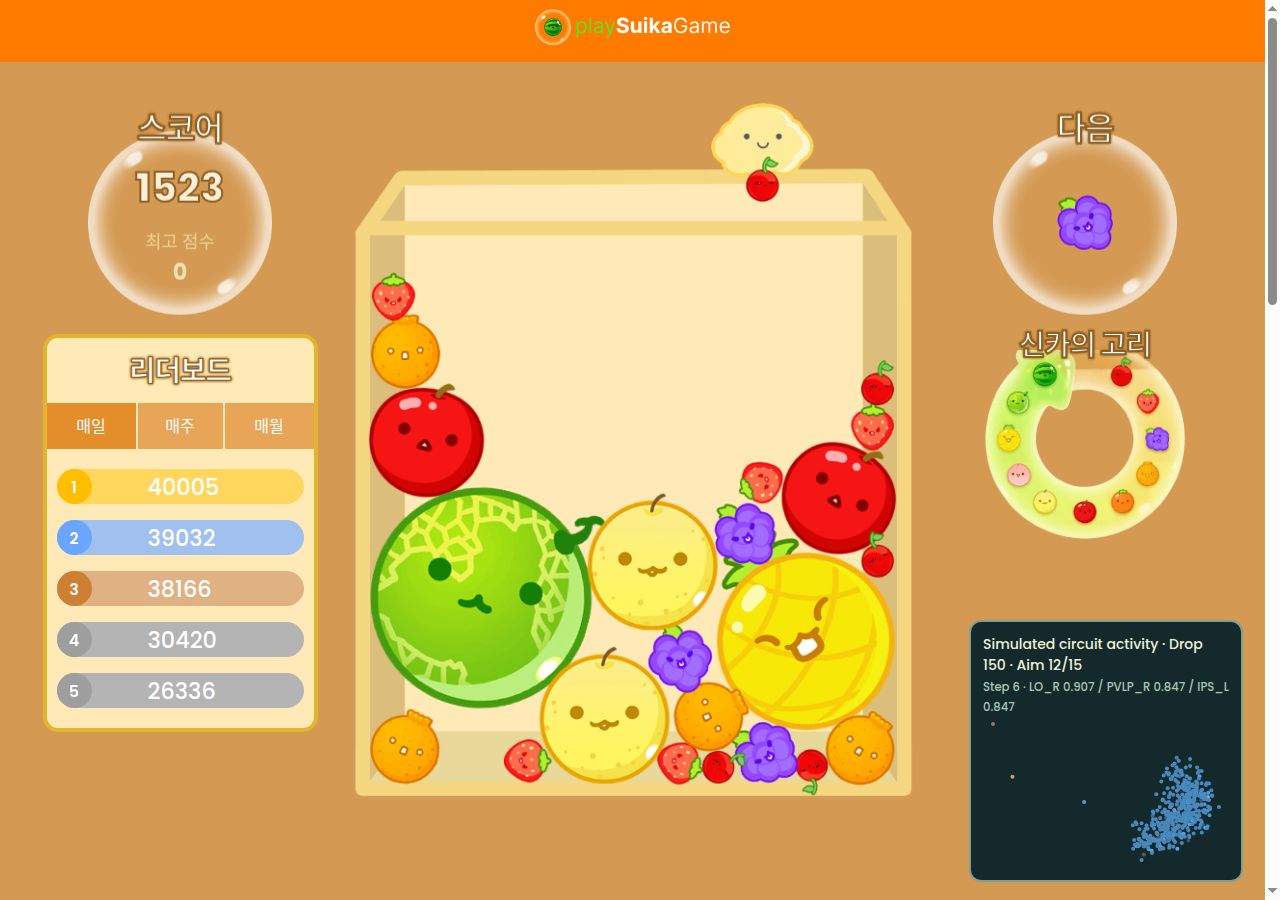 playSuikaGame
스코어
1523
최고 점수
0
리더보드
매일 매주 매월
1 40005
2 39032
3 38166
4 30420
5 26336
다음
신카의 고리
Simulated circuit activity · Drop
150 · Aim 12/15
Step 6 · LO_R 0.907 / PVLP_R 0.847 / IPS_L
0.847